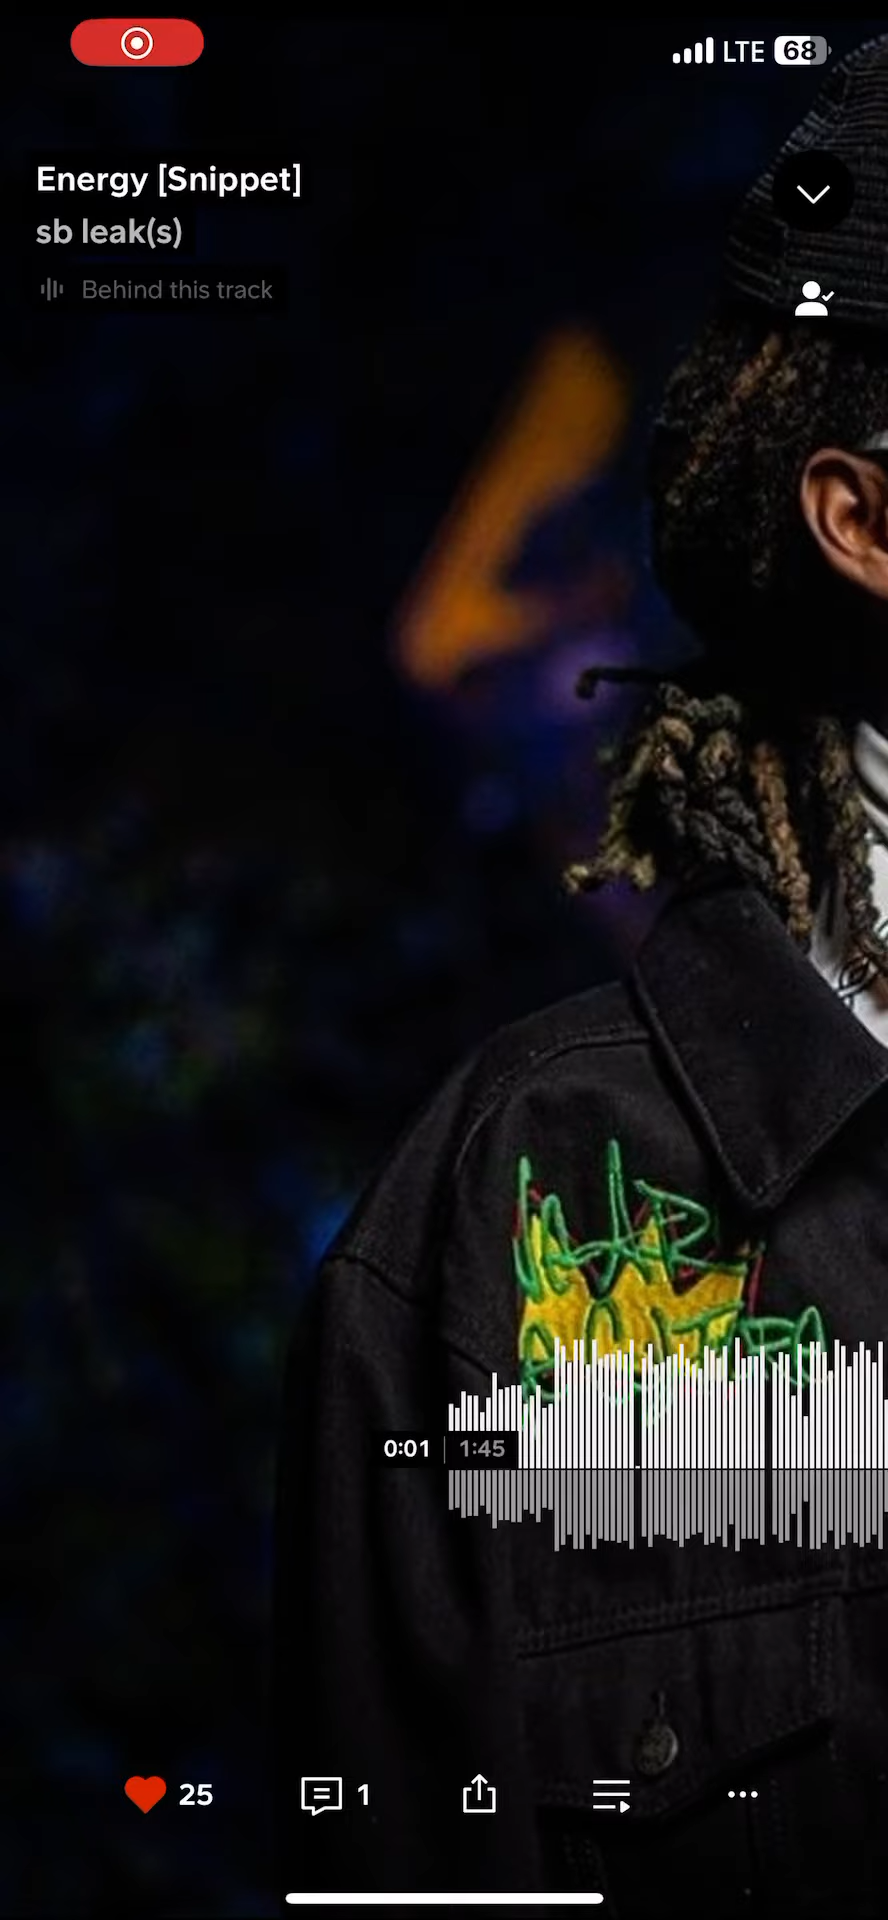 LTE 68
Energy [Snippet]
sb leak(s)
Behind this track
0:01 1:45
25 1